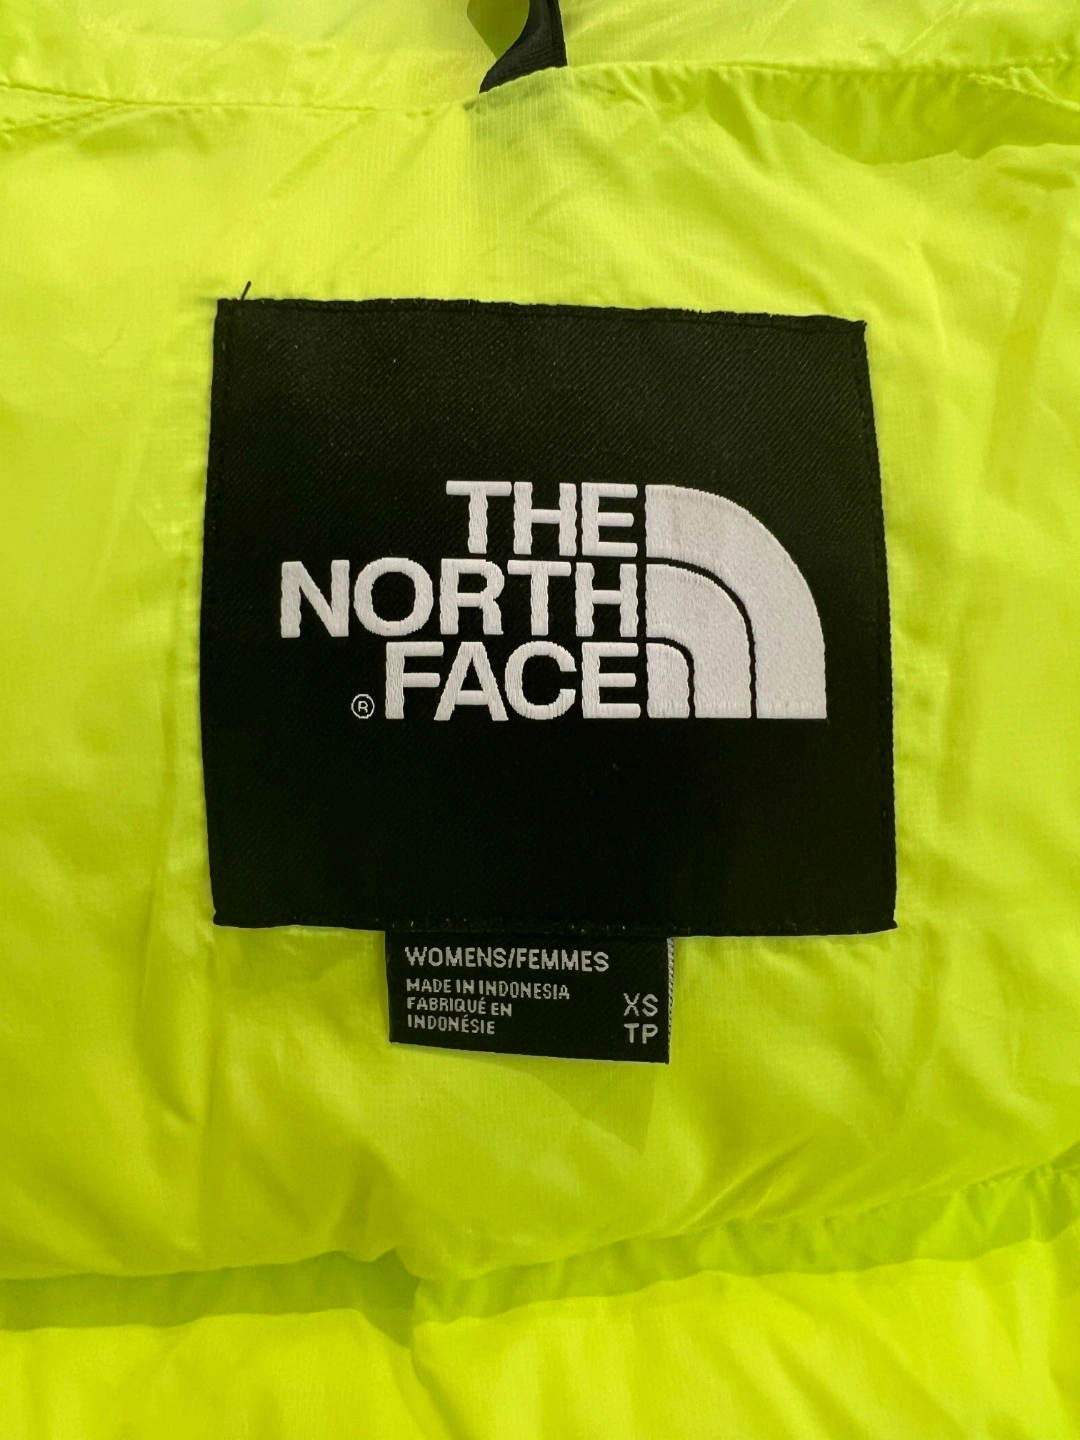 THE
NORTH
® FACE
WOMENS/FEMMES
MADE IN INDONESIA
FABRIQUÉ EN
INDONÉSIE
XS
TP